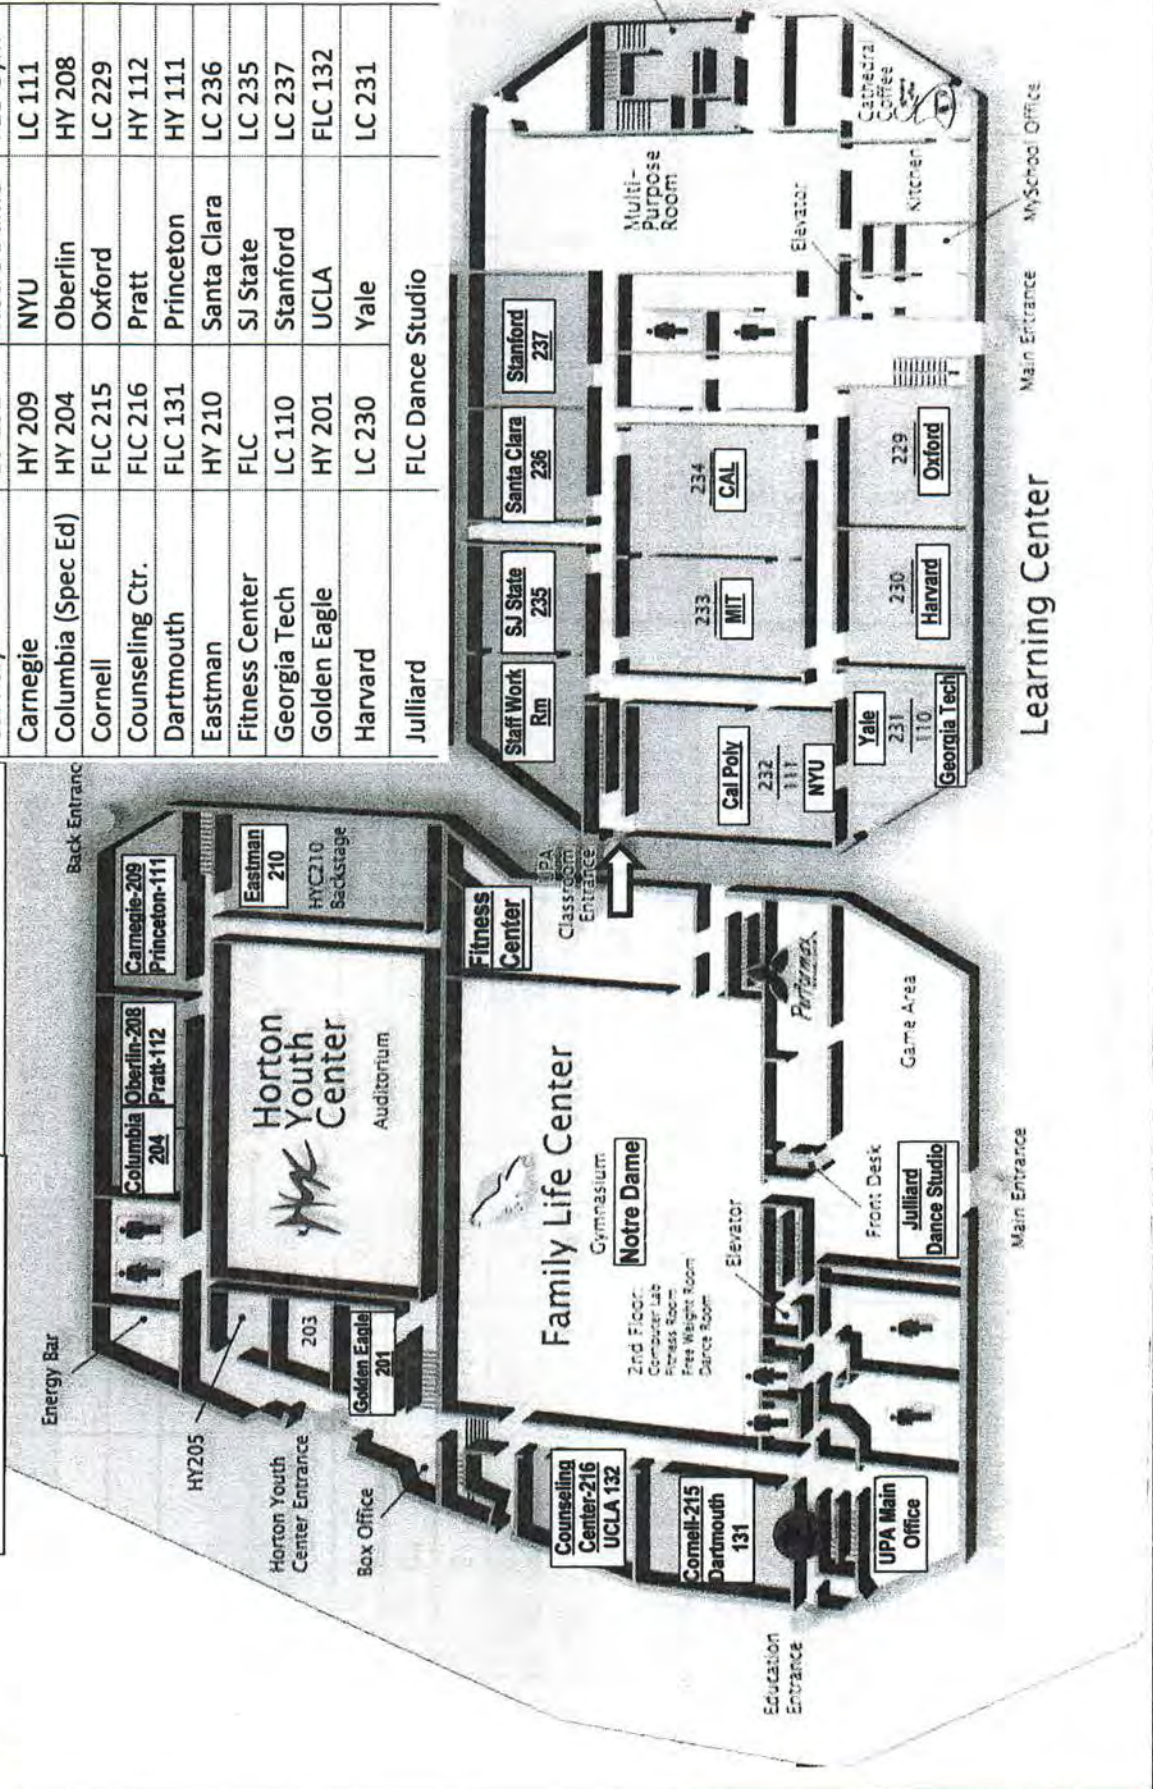 Carnegie HY 209 NYU LC 111
Columbia (Spec Ed) HY 204 Oberlin HY 208
Cornell FLC 215 Oxford LC 229
Counseling Ctr. FLC 216 Pratt HY 112
Dartmouth FLC 131 Princeton HY 111
Eastman HY 210 Santa Clara LC 236
Fitness Center FLC SJ State LC 235
Georgia Tech LC 110 Stanford LC 237
Golden Eagle HY 201 UCLA FLC 132
Harvard LC 230 Yale LC 231
Julliard FLC Dance Studio
Energy Bar
HY205
Horton Youth
Center Entrance
Box Office
Back Entranc
Columbia
204
Oberlin-208
Pratt-112
Carnegie-209
Princeton-111
Eastman
210
HYC210
Backstage
Horton
Youth
Center
Auditorium
203
Golden Eagle
201
Fitness
Center
UPA
Classroom
Entrance
Family Life Center
Gymnasium
Notre Dame
2nd Floor:
Computer Lab
Fitness Room
Free Weight Room
Dance Room
Elevator
Counseling
Center-216
UCLA 132
Cornell-215
Dartmouth
131
UPA Main
Office
Education
Entrance
Performax
Game Area
Front Desk
Julliard
Dance Studio
Main Entrance
Staff Work
Rm
SJ State
235
Santa Clara
236
Stanford
237
Multi-
Purpose
Room
Cal Poly
232
111
NYU
233
MIT
234
CAL
Yale
231
110
Georgia Tech
230
Harvard
229
Oxford
Elevator
Kitchen
Cathedral
Coffee
Main Entrance
MySchool Office
Learning Center